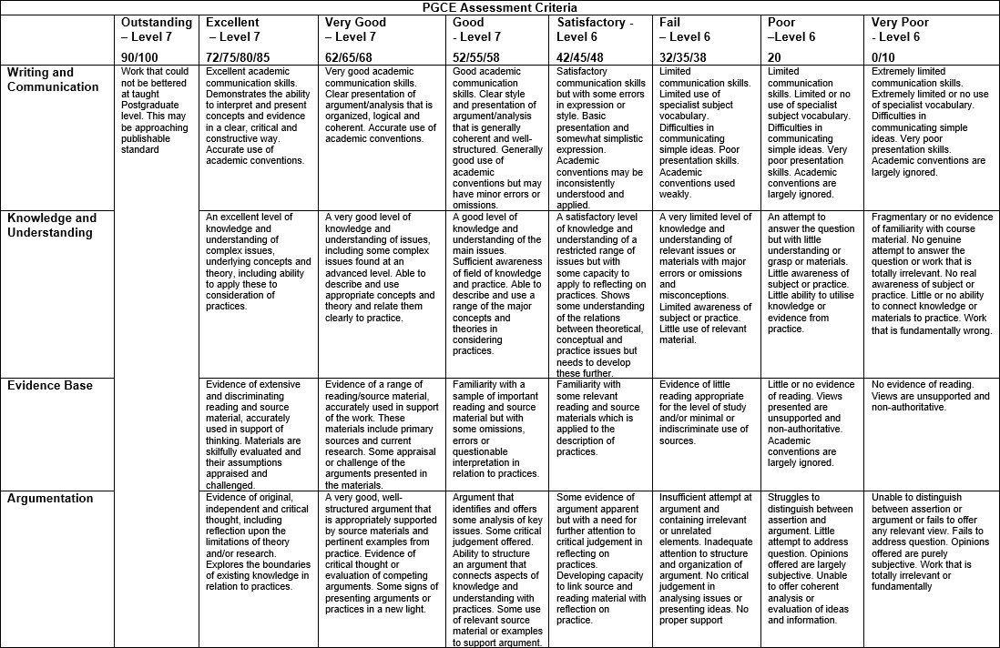 PGCE Assessment Criteria
Outstanding
– Level 7
90/100
Excellent
– Level 7
72/75/80/85
Very Good
– Level 7
62/65/68
Good
- Level 7
52/55/58
Satisfactory -
Level 6
42/45/48
Fail
– Level 6
32/35/38
Poor
–Level 6
20
Very Poor
- Level 6
0/10
Writing and
Communication
Work that could
not be bettered at
taught
Postgraduate
level. This may
be approaching
publishable
standard
Excellent academic
communication skills.
Demonstrates the ability
to interpret and present
concepts and evidence
in a clear, critical and
constructive way.
Accurate use of
academic conventions.
Very good academic
communication skills.
Clear presentation of
argument/analysis that is
organized, logical and
coherent. Accurate use of
academic conventions.
Good academic
communication
skills. Clear style
and presentation of
argument/analysis
that is generally
coherent and well-
structured. Generally
good use of
academic
conventions but may
have minor errors or
omissions.
Satisfactory
communication skills
but with some errors
in expression or
style. Basic
presentation and
somewhat simplistic
expression.
Academic
conventions may be
inconsistently
understood and
applied.
Limited
communication skills.
Limited use of
specialist subject
vocabulary.
Difficulties in
communicating
simple ideas. Poor
presentation skills.
Academic
conventions used
weakly.
Limited
communication
skills. Limited or no
use of specialist
subject vocabulary.
Difficulties in
communicating
simple ideas. Very
poor presentation
skills. Academic
conventions are
largely ignored.
Extremely limited
communication skills.
Extremely limited or no use
of specialist vocabulary.
Difficulties in
communicating simple
ideas. Very poor
presentation skills.
Academic conventions are
largely ignored.
Knowledge and
Understanding
An excellent level of
knowledge and
understanding of
complex issues,
underlying concepts and
theory, including ability
to apply these to
consideration of
practices.
A very good level of
knowledge and
understanding of issues,
including some complex
issues found at an
advanced level. Able to
describe and use
appropriate concepts and
theory and relate them
clearly to practice.
A good level of
knowledge and
understanding of the
main issues.
Sufficient awareness
of field of knowledge
and practice. Able to
describe and use a
range of the major
concepts and
theories in
considering
practices.
A satisfactory level
of knowledge and
understanding of a
restricted range of
issues but with
some capacity to
apply to reflecting on
practices. Shows
some understanding
of the relations
between theoretical,
conceptual and
practice issues but
needs to develop
these further.
A very limited level of
knowledge and
understanding of
relevant issues or
materials with major
errors or omissions
and
misconceptions.
Limited awareness of
subject or practice.
Little use of relevant
material.
An attempt to
answer the question
but with little
understanding or
grasp or materials.
Little awareness of
subject or practice.
Little ability to utilise
knowledge or
evidence from
practice.
Fragmentary or no evidence
of familiarity with course
material. No genuine
attempt to answer the
question or work that is
totally irrelevant. No real
awareness of subject or
practice. Little or no ability
to connect knowledge or
materials to practice. Work
that is fundamentally wrong.
Evidence Base
Evidence of extensive
and discriminating
reading and source
material, accurately
used in support of
thinking. Materials are
skilfully evaluated and
their assumptions
appraised and
challenged.
Evidence of a range of
reading/source material,
accurately used in support
of the work. These
materials include primary
sources and current
research. Some appraisal
or challenge of the
arguments presented in
the materials.
Familiarity with a
sample of important
reading and source
material but with
some omissions,
errors or
questionable
interpretation in
relation to practices.
Familiarity with
some relevant
reading and source
materials which is
applied to the
description of
practices.
Evidence of little
reading appropriate
for the level of study
and/or minimal or
indiscriminate use of
sources.
Little or no evidence
of reading. Views
presented are
unsupported and
non-authoritative.
Academic
conventions are
largely ignored.
No evidence of reading.
Views are unsupported and
non-authoritative.
Argumentation
Evidence of original,
independent and critical
thought, including
reflection upon the
limitations of theory
and/or research.
Explores the boundaries
of existing knowledge in
relation to practices.
A very good, well-
structured argument that
is appropriately supported
by source materials and
pertinent examples from
practice. Evidence of
critical thought or
evaluation of competing
arguments. Some signs of
presenting arguments or
practices in a new light.
Argument that
identifies and offers
some analysis of key
issues. Some critical
judgement offered.
Ability to structure
an argument that
connects aspects of
knowledge and
understanding with
practices. Some use
of relevant source
material or examples
to support argument.
Some evidence of
argument apparent
but with a need for
further attention to
critical judgement in
reflecting on
practices.
Developing capacity
to link source and
reading material with
reflection on
practice.
Insufficient attempt at
argument and
containing irrelevant
or unrelated
elements. Inadequate
attention to structure
and organization of
argument. No critical
judgement in
analysing issues or
presenting ideas. No
proper support
Struggles to
distinguish between
assertion and
argument. Little
attempt to address
question. Opinions
offered are largely
subjective. Unable
to offer coherent
analysis or
evaluation of ideas
and information.
Unable to distinguish
between assertion or
argument or fails to offer
any relevant view. Fails to
address question. Opinions
offered are purely
subjective. Work that is
totally irrelevant or
fundamentally